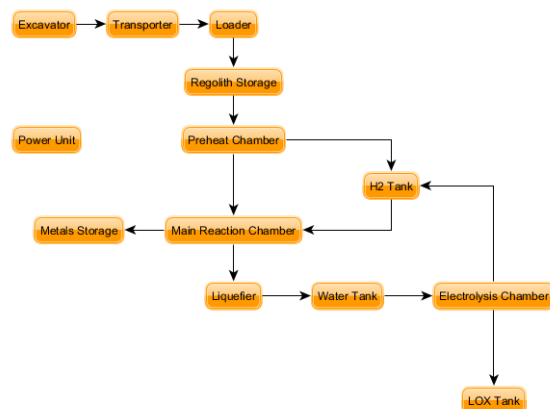 Excavator
Transporter
Loader
Regolith Storage
Power Unit
Preheat Chamber
H2 Tank
Metals Storage
Main Reaction Chamber
Liquefier
Water Tank
Electrolysis Chamber
LOX Tank